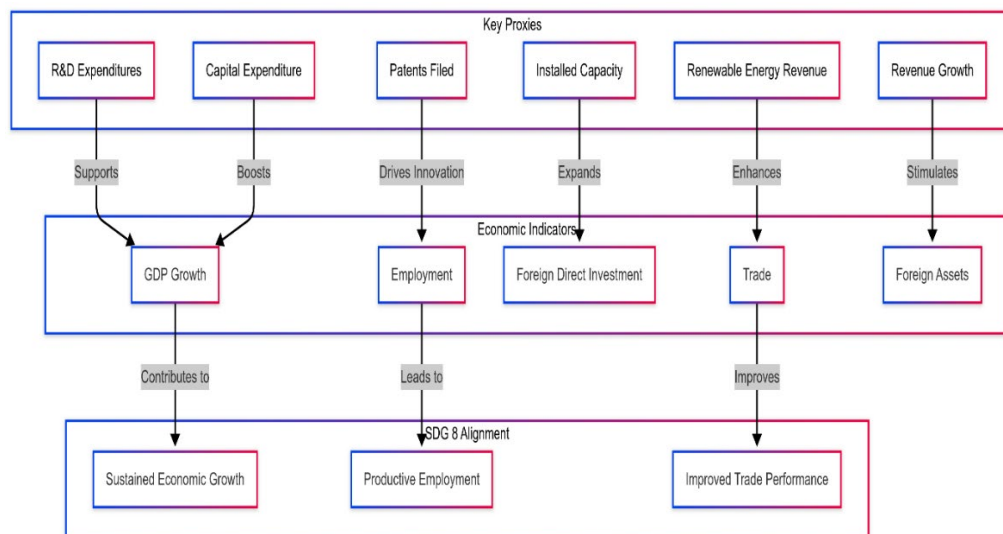 Key Proxies
R&D Expenditures
Capital Expenditure
Patents Filed
Installed Capacity
Renewable Energy Revenue
Revenue Growth
Supports
Boosts
Drives Innovation
Expands
Enhances
Stimulates
Economic Indicators
GDP Growth
Employment
Foreign Direct Investment
Trade
Foreign Assets
Contributes to
Leads to
Improves
SDG 8 Alignment
Sustained Economic Growth
Productive Employment
Improved Trade Performance